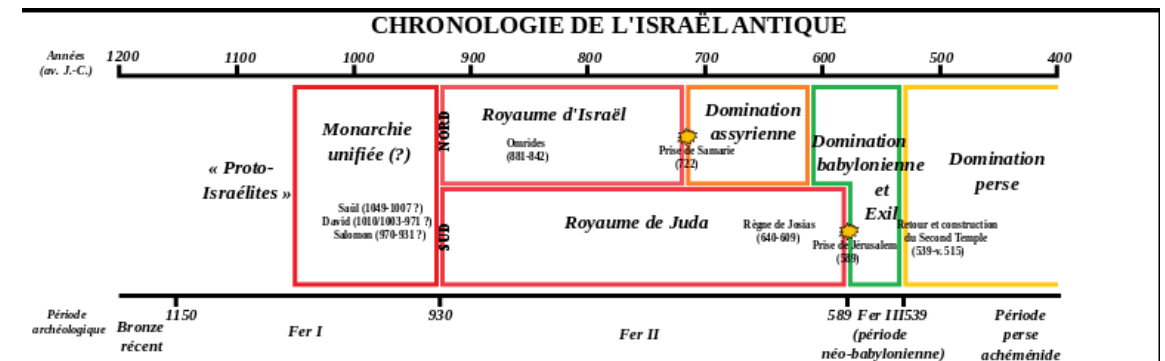 CHRONOLOGIE DE L'ISRAËL ANTIQUE
Années
(av. J.-C.)
1200 1100 1000 900 800 700 600 500 400
« Proto-
Israélites »
Monarchie
unifiée (?)
Saül (1049-1007 ?)
David (1010/1003-971 ?)
Salomon (970-931 ?)
NORD
Royaume d'Israël
Omrides
(881-842)
Prise de Samarie
(722)
Domination
assyrienne
Domination
babylonienne
et
Exil
Domination
perse
SUD
Royaume de Juda
Règne de Josias
(640-609)
Prise de Jérusalem
(589)
Retour et construction
du Second Temple
(539-v. 515)
Période
archéologique
Bronze
récent
1150
Fer I
930
Fer II
589
Fer III
539
(période
néo-babylonienne)
Période
perse
achéménide